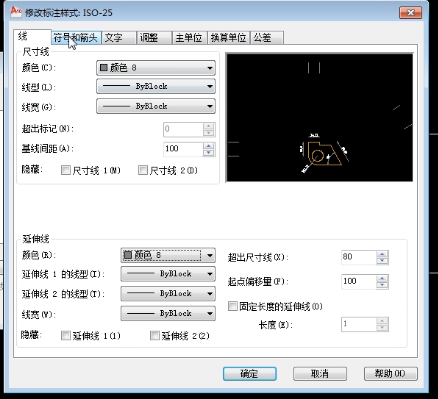 修改标注样式: ISO-25
线 符号和箭头 文字 调整 主单位 换算单位 公差
尺寸线
颜色(C): 颜色 8
线型(L): ByBlock
线宽(G): ByBlock
超出标记(N): 0
基线间距(A): 100
隐藏: 尺寸线 1(M) 尺寸线 2(D)
延伸线
颜色(R): 颜色 8
延伸线 1 的线型(I): ByBlock
延伸线 2 的线型(T): ByBlock
线宽(W): ByBlock
隐藏: 延伸线 1(1) 延伸线 2(2)
超出尺寸线(X): 80
起点偏移量(F): 100
固定长度的延伸线(O)
长度(E): 1
确定 取消 帮助(H)